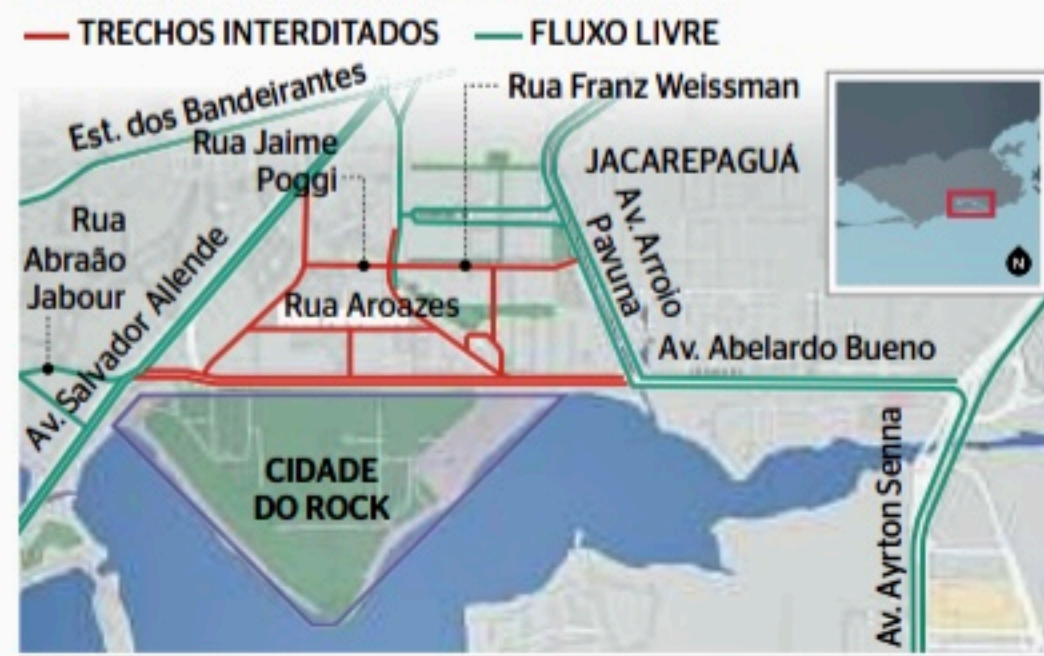 TRECHOS INTERDITADOS
FLUXO LIVRE
Est. dos Bandeirantes
Rua Franz Weissman
Rua Jaime
Poggi
JACAREPAGUÁ
Rua
Abraão
Jabour
Av. Salvador Allende
Av. Arroio
Pavuna
N
Rua Aroazes
Av. Abelardo Bueno
CIDADE
DO ROCK
Av. Ayrton Senna